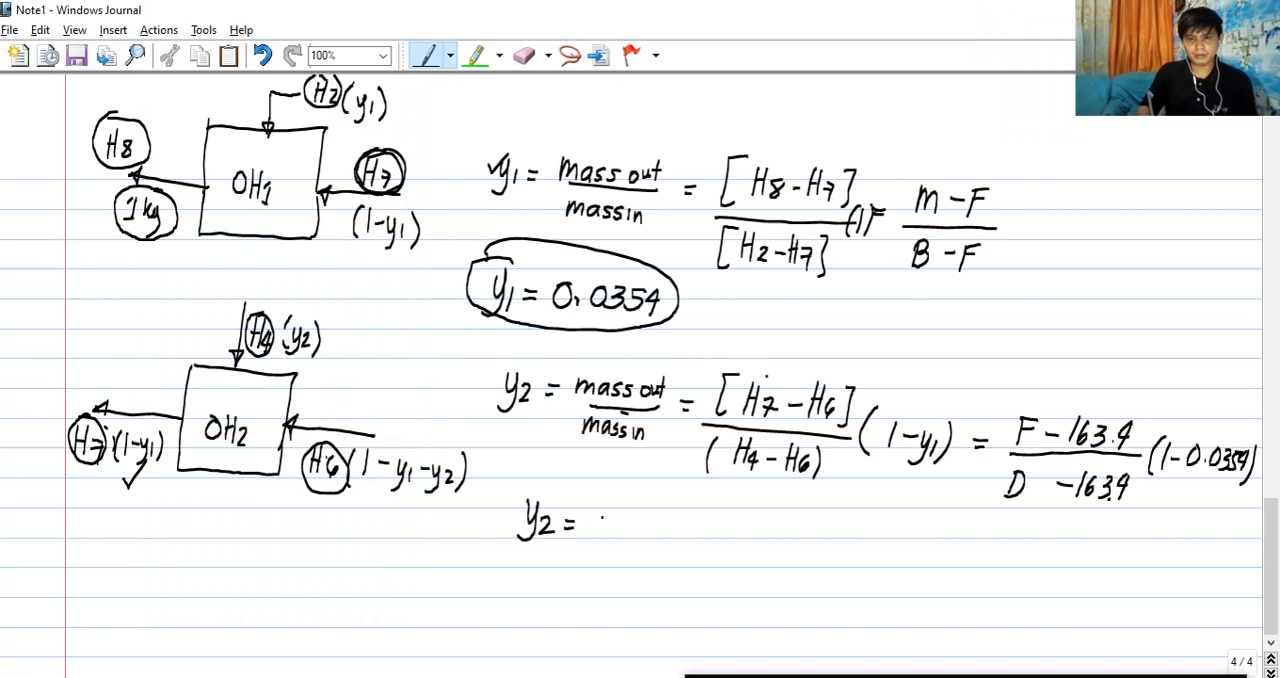 Note1 - Windows Journal
File Edit View Insert Actions Tools Help
100%
H2 (y1)
H8
OH1
H7
1 kg
(1-y1)
y1 = mass out / mass in = [H8-H7] / [H2-H7] (1) = M-F / B-F
y1 = 0.0354
H4 (y2)
OH2
H7 (1-y1)
H6 (1-y1-y2)
y2 = mass out / mass in = [H7-H6] / (H4-H6) (1-y1) = F-163.4 / D-163.4 (1-0.0354)
y2 =
4 / 4